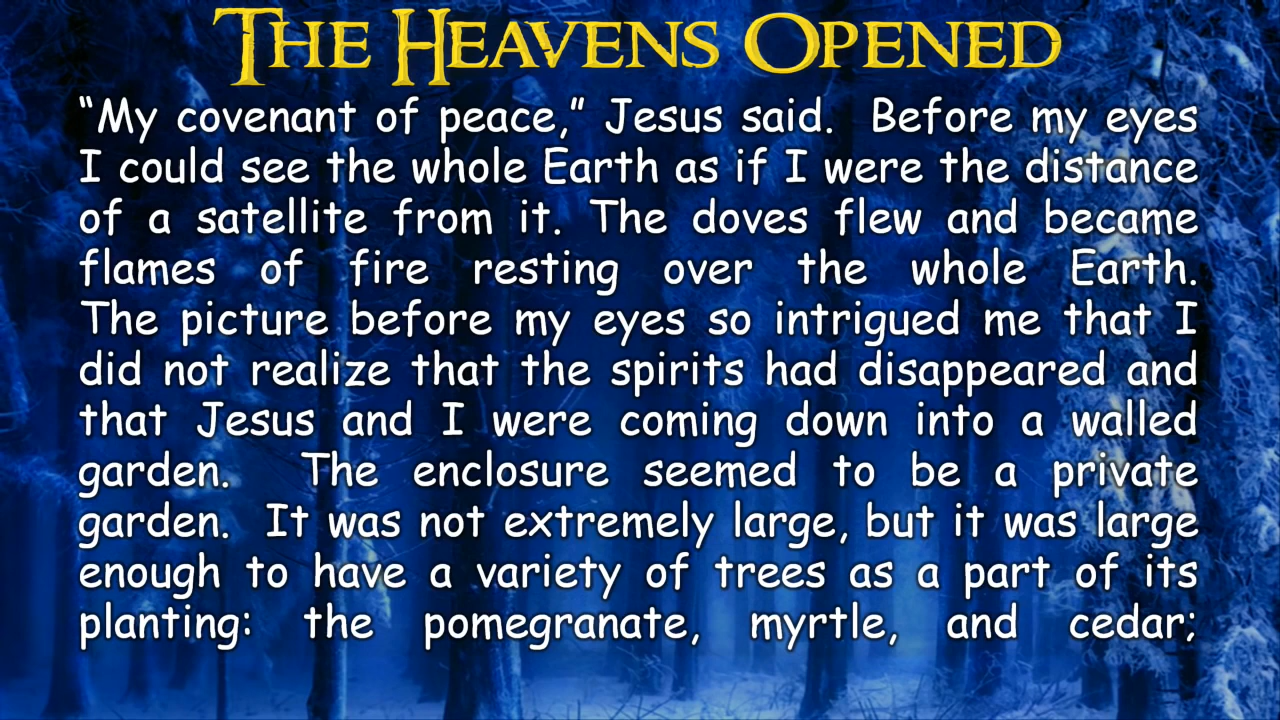 THE HEAVENS OPENED
“My covenant of peace,” Jesus said.  Before my eyes
I could see the whole Earth as if I were the distance
of a satellite from it. The doves flew and became
flames of fire resting over the whole Earth.
The picture before my eyes so intrigued me that I
did not realize that the spirits had disappeared and
that Jesus and I were coming down into a walled
garden.  The enclosure seemed to be a private
garden.  It was not extremely large, but it was large
enough to have a variety of trees as a part of its
planting: the pomegranate, myrtle, and cedar;